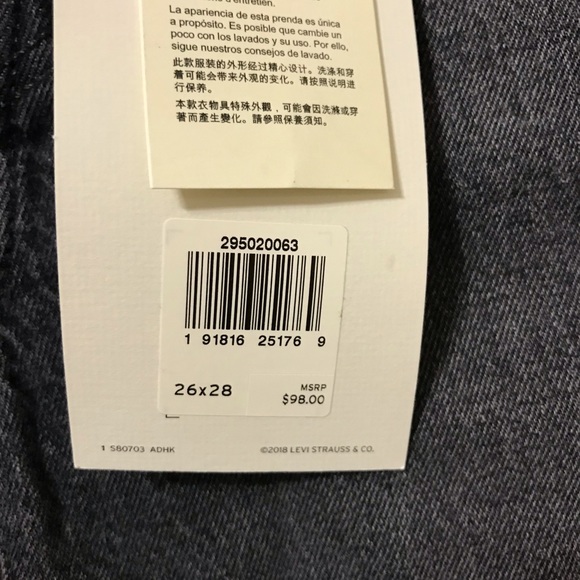 entretien.
La apariencia de esta prenda es única
a propósito. Es posible que cambie un
poco con los lavados y su uso. Por ello,
sigue nuestros consejos de lavado.
此款服装的外形经过精心设计。洗涤和穿
着可能会带来外观的变化。请按照说明进
行保养。
本款衣物具特殊外觀，可能會因洗滌或穿
著而產生變化。請參照保養須知。
295020063
1 91816 25176 9
26x28
MSRP
$98.00
1 580703 ADHK
©2018 LEVI STRAUSS & CO.